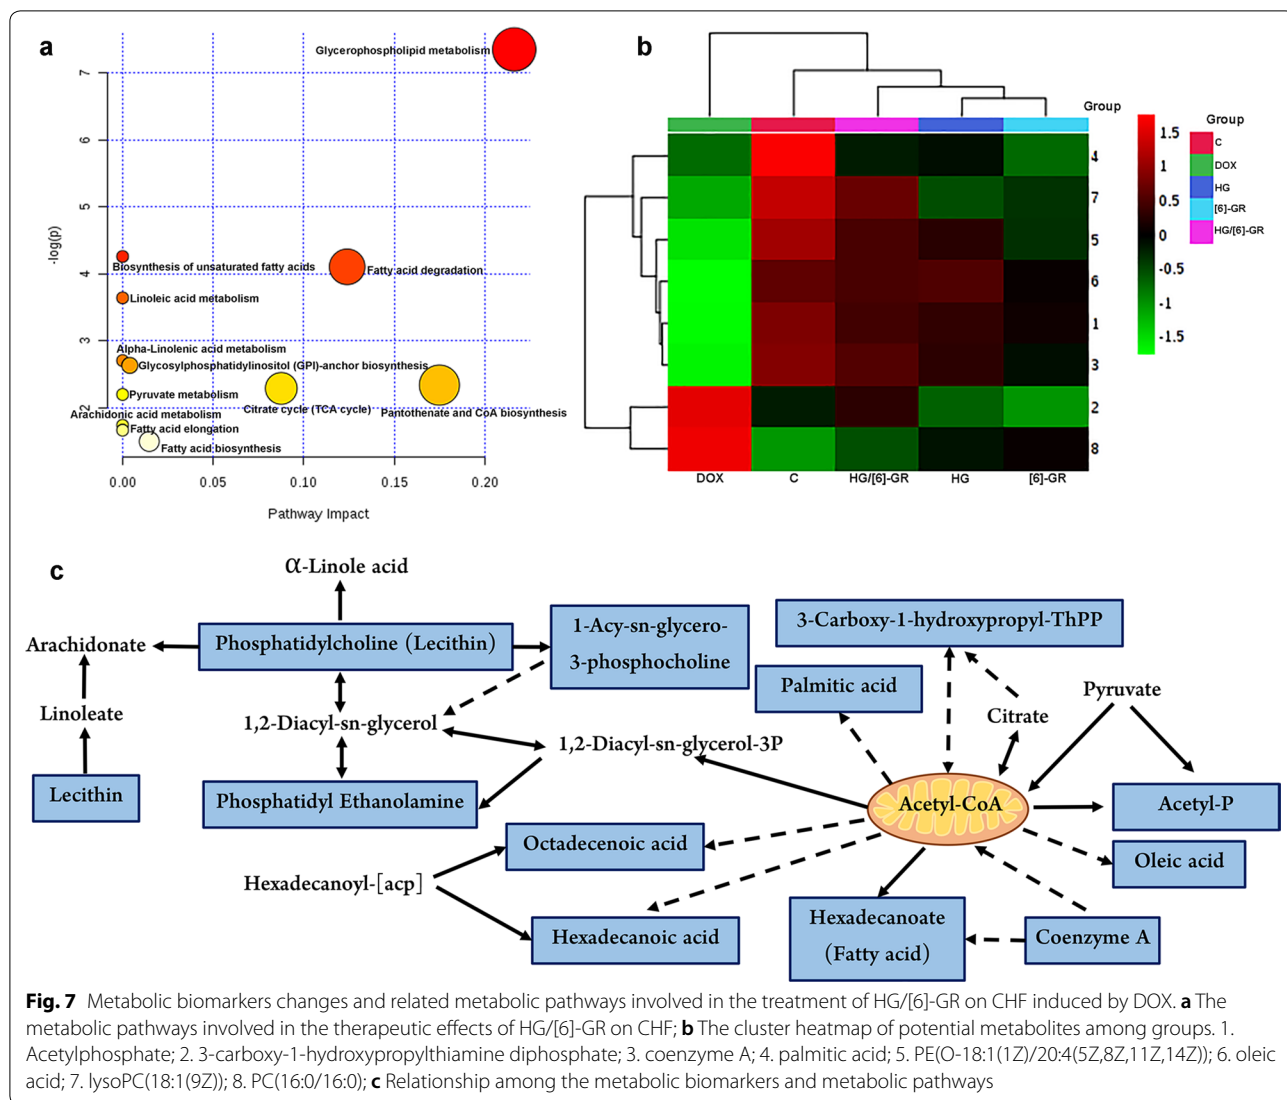 a
Glycerophospholipid metabolism
7
6
5
4
3
2
-log(p)
Biosynthesis of unsaturated fatty acids
Fatty acid degradation
Linoleic acid metabolism
Alpha-Linolenic acid metabolism
Glycosylphosphatidylinositol (GPI)-anchor biosynthesis
Pyruvate metabolism
Citrate cycle (TCA cycle)
Pantothenate and CoA biosynthesis
Arachidonic acid metabolism
Fatty acid elongation
Fatty acid biosynthesis
0.00 0.05 0.10 0.15 0.20
Pathway Impact
b
Group
4
7
5
6
1
3
2
8
DOX C HG/[6]-GR HG [6]-GR
1.5
1
0.5
0
-0.5
-1
-1.5
Group
C
DOX
HG
[6]-GR
HG/[6]-GR
c
α-Linole acid
Arachidonate
Phosphatidylcholine (Lecithin)
1-Acy-sn-glycero-
3-phosphocholine
3-Carboxy-1-hydroxypropyl-ThPP
Palmitic acid
Pyruvate
Linoleate
1,2-Diacyl-sn-glycerol
Citrate
1,2-Diacyl-sn-glycerol-3P
Lecithin
Phosphatidyl Ethanolamine
Acetyl-CoA
Acetyl-P
Octadecenoic acid
Oleic acid
Hexadecanoyl-[acp]
Hexadecanoic acid
Hexadecanoate
(Fatty acid)
Coenzyme A
Fig. 7 Metabolic biomarkers changes and related metabolic pathways involved in the treatment of HG/[6]-GR on CHF induced by DOX. a The
metabolic pathways involved in the therapeutic effects of HG/[6]-GR on CHF; b The cluster heatmap of potential metabolites among groups. 1.
Acetylphosphate; 2. 3-carboxy-1-hydroxypropylthiamine diphosphate; 3. coenzyme A; 4. palmitic acid; 5. PE(O-18:1(1Z)/20:4(5Z,8Z,11Z,14Z)); 6. oleic
acid; 7. lysoPC(18:1(9Z)); 8. PC(16:0/16:0); c Relationship among the metabolic biomarkers and metabolic pathways